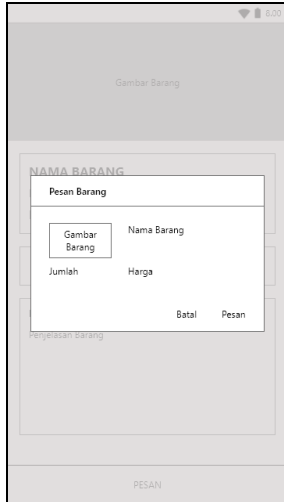 8.00
Gambar Barang
NAMA BARANG
Pesan Barang
Gambar
Barang
Nama Barang
Jumlah
Harga
Batal
Pesan
Penjelasan Barang
PESAN